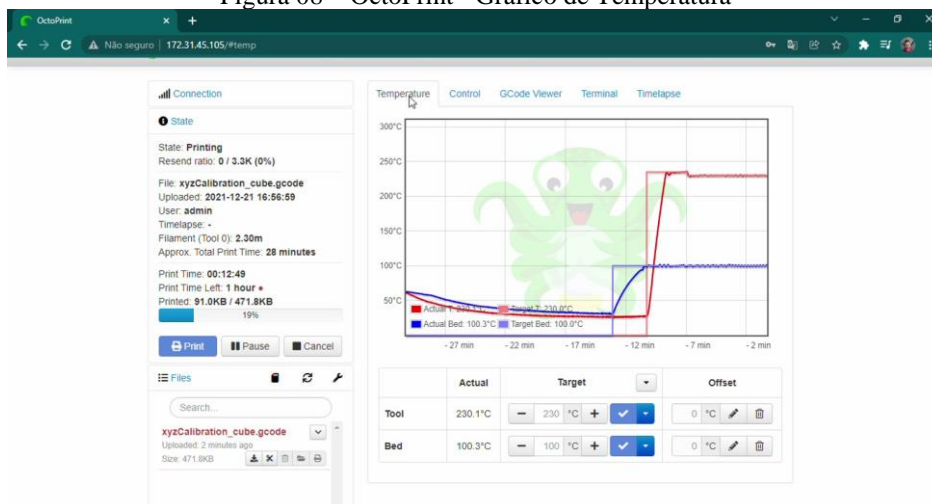 Figura 08 – OctoPrint - Gráfico de Temperatura
OctoPrint
Não seguro | 172.31.45.105/#temp
Connection
State
State: Printing
Resend ratio: 0 / 3.3K (0%)
File: xyzCalibration_cube.gcode
Uploaded: 2021-12-21 16:56:59
User: admin
Timelapse: -
Filament (Tool 0): 2.30m
Approx. Total Print Time: 28 minutes
Print Time: 00:12:49
Print Time Left: 1 hour
Printed: 91.0KB / 471.8KB
19%
Print Pause Cancel
Files
Search...
xyzCalibration_cube.gcode
Uploaded: 2 minutes ago
Size: 471.8KB
Temperature Control GCode Viewer Terminal Timelapse
300°C
250°C
200°C
150°C
100°C
50°C
Actual T: 230.1°C Target T: 230.0°C
Actual Bed: 100.3°C Target Bed: 100.0°C
- 27 min - 22 min - 17 min - 12 min - 7 min - 2 min
Actual Target Offset
Tool 230.1°C 230 °C 0 °C
Bed 100.3°C 100 °C 0 °C